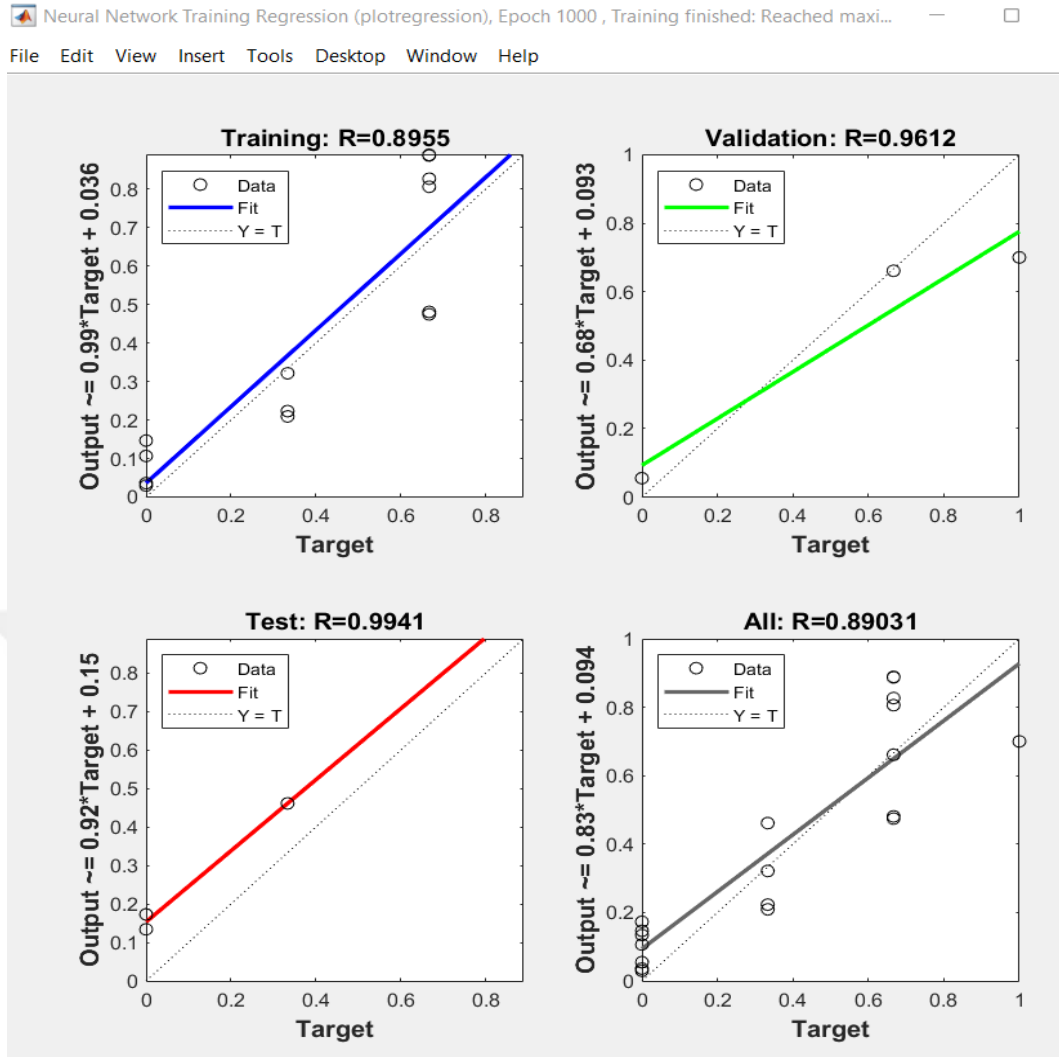 Neural Network Training Regression (plotregression), Epoch 1000 , Training finished: Reached maxi...
File Edit View Insert Tools Desktop Window Help
Training: R=0.8955
Output ~= 0.99*Target + 0.036
Data
Fit
Y = T
0.8
0.7
0.6
0.5
0.4
0.3
0.2
0.1
0
0 0.2 0.4 0.6 0.8
Target
Validation: R=0.9612
Output ~= 0.68*Target + 0.093
Data
Fit
Y = T
1
0.8
0.6
0.4
0.2
0
0 0.2 0.4 0.6 0.8 1
Target
Test: R=0.9941
Output ~= 0.92*Target + 0.15
Data
Fit
Y = T
0.8
0.7
0.6
0.5
0.4
0.3
0.2
0.1
0
0 0.2 0.4 0.6 0.8
Target
All: R=0.89031
Output ~= 0.83*Target + 0.094
Data
Fit
Y = T
1
0.8
0.6
0.4
0.2
0
0 0.2 0.4 0.6 0.8 1
Target